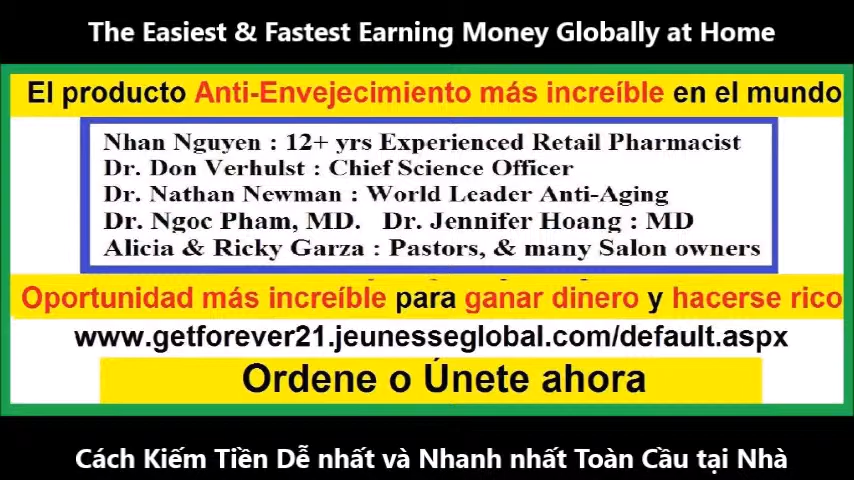 The Easiest & Fastest Earning Money Globally at Home
El producto Anti-Envejecimiento más increíble en el mundo
Nhan Nguyen : 12+ yrs Experienced Retail Pharmacist
Dr. Don Verhulst : Chief Science Officer
Dr. Nathan Newman : World Leader Anti-Aging
Dr. Ngoc Pham, MD. Dr. Jennifer Hoang : MD
Alicia & Ricky Garza : Pastors, & many Salon owners
Oportunidad más increíble para ganar dinero y hacerse rico
www.getforever21.jeunesseglobal.com/default.aspx
Ordene o Únete ahora
Cách Kiếm Tiền Dễ nhất và Nhanh nhất Toàn Cầu tại Nhà